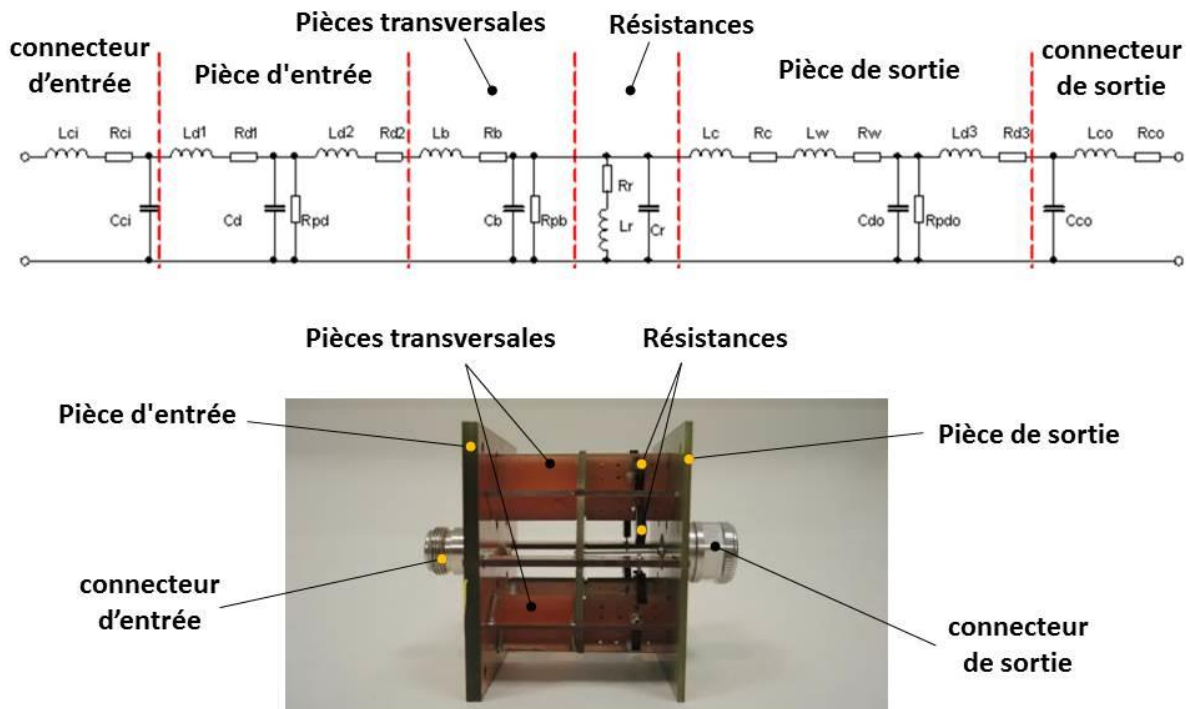 Pièces transversales
Résistances
connecteur
d'entrée
Pièce d'entrée
Pièce de sortie
connecteur
de sortie
Lci Rci Ld1 Rd1 Ld2 Rd2 Lb Rb Lc Rc Lw Rw Ld3 Rd3 Lco Rco
Cci Cd Rpd Cb Rpb Rr Lr Cr Cdo Rpdo Cco
Pièces transversales
Résistances
Pièce d'entrée
Pièce de sortie
connecteur
d'entrée
connecteur
de sortie